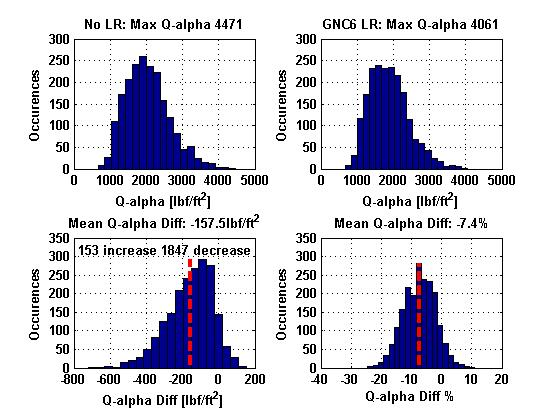 No LR: Max Q-alpha 4471
GNC6 LR: Max Q-alpha 4061
300
250
200
150
100
50
0
Occurences
0 1000 2000 3000 4000 5000
Q-alpha [lbf/ft²]
300
250
200
150
100
50
0
Occurences
0 1000 2000 3000 4000 5000
Q-alpha [lbf/ft²]
Mean Q-alpha Diff: -157.5lbf/ft²
153 increase 1847 decrease
350
300
250
200
150
100
50
0
Occurences
-800 -600 -400 -200 0 200
Q-alpha Diff [lbf/ft²]
Mean Q-alpha Diff: -7.4%
350
300
250
200
150
100
50
0
Occurences
-40 -30 -20 -10 0 10 20
Q-alpha Diff %